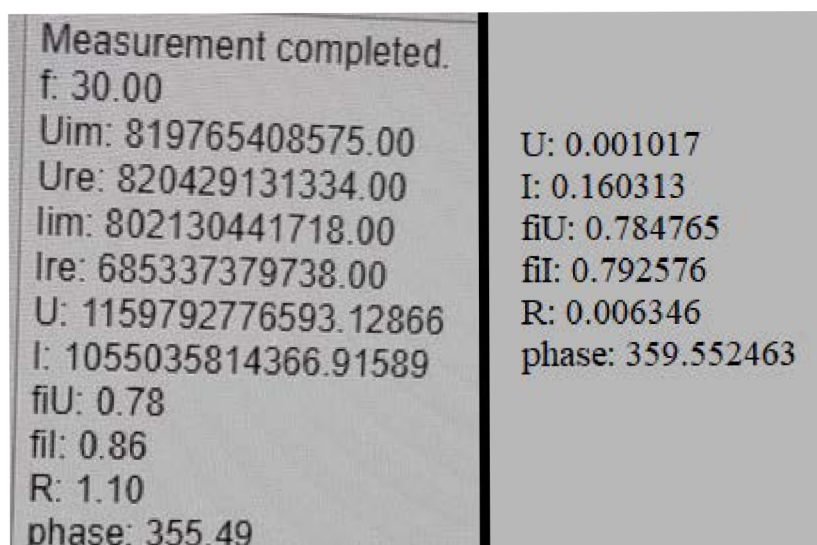 Measurement completed.
f: 30.00
Uim: 819765408575.00
Ure: 820429131334.00
Iim: 802130441718.00
Ire: 685337379738.00
U: 1159792776593.12866
I: 1055035814366.91589
fiU: 0.78
fiI: 0.86
R: 1.10
phase: 355.49
U: 0.001017
I: 0.160313
fiU: 0.784765
fiI: 0.792576
R: 0.006346
phase: 359.552463